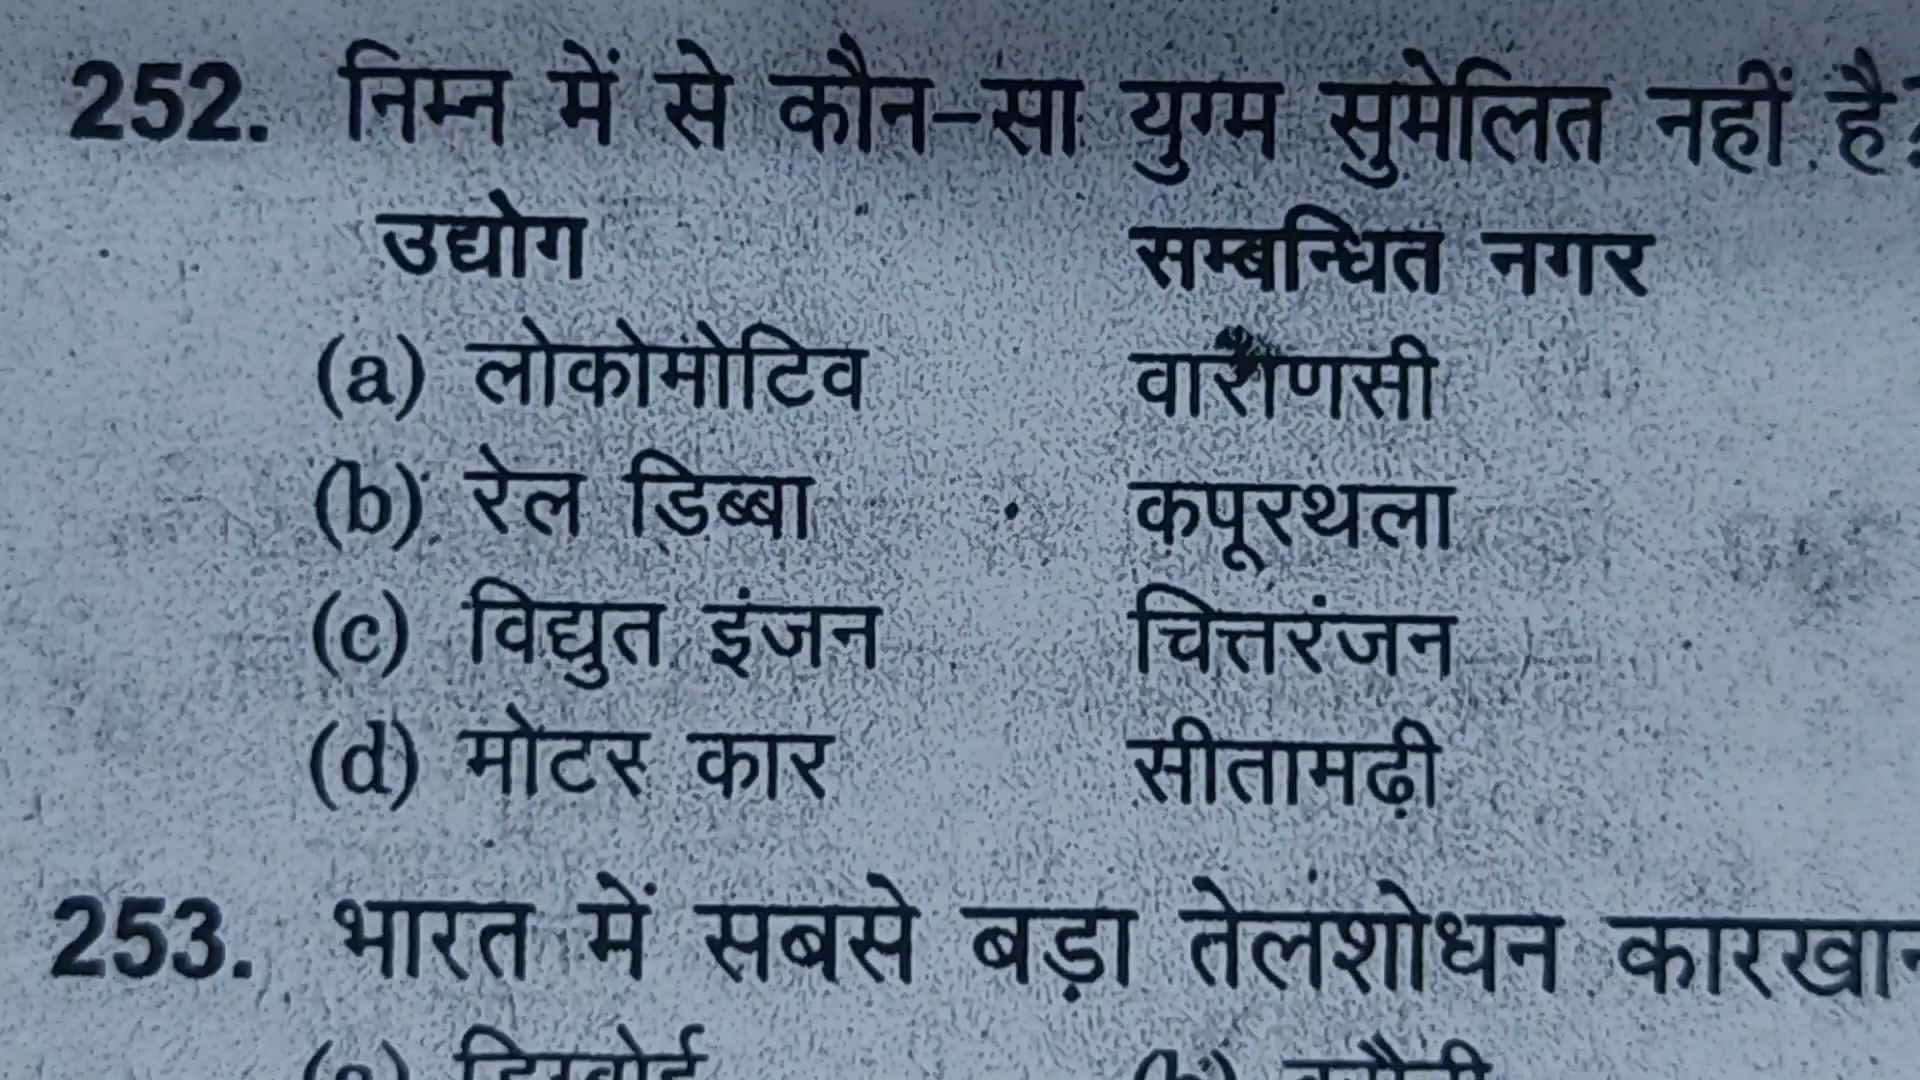 252. निम्न में से कौन-सा युग्म सुमेलित नहीं है?
उद्योग सम्बन्धित नगर
(a) लोकोमोटिव वाराणसी
(b) रेल डिब्बा कपूरथला
(c) विद्युत इंजन चित्तरंजन
(d) मोटर कार सीतामढ़ी
253. भारत में सबसे बड़ा तेलशोधन
(a) डिग्बोई (b)